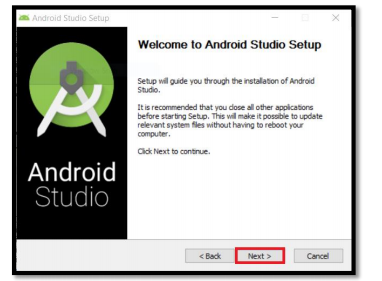 Android Studio Setup
Welcome to Android Studio Setup
Setup will guide you through the installation of Android
Studio.
It is recommended that you close all other applications
before starting Setup. This will make it possible to update
relevant system files without having to reboot your
computer.
Click Next to continue.
Android
Studio
< Back Next > Cancel